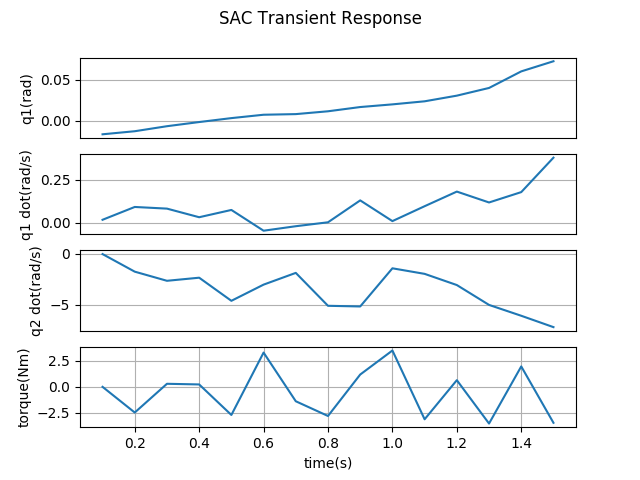 SAC Transient Response
q1(rad)
0.05
0.00
q1 dot(rad/s)
0.25
0.00
q2 dot(rad/s)
0
−5
torque(Nm)
2.5
0.0
−2.5
0.2 0.4 0.6 0.8 1.0 1.2 1.4
time(s)